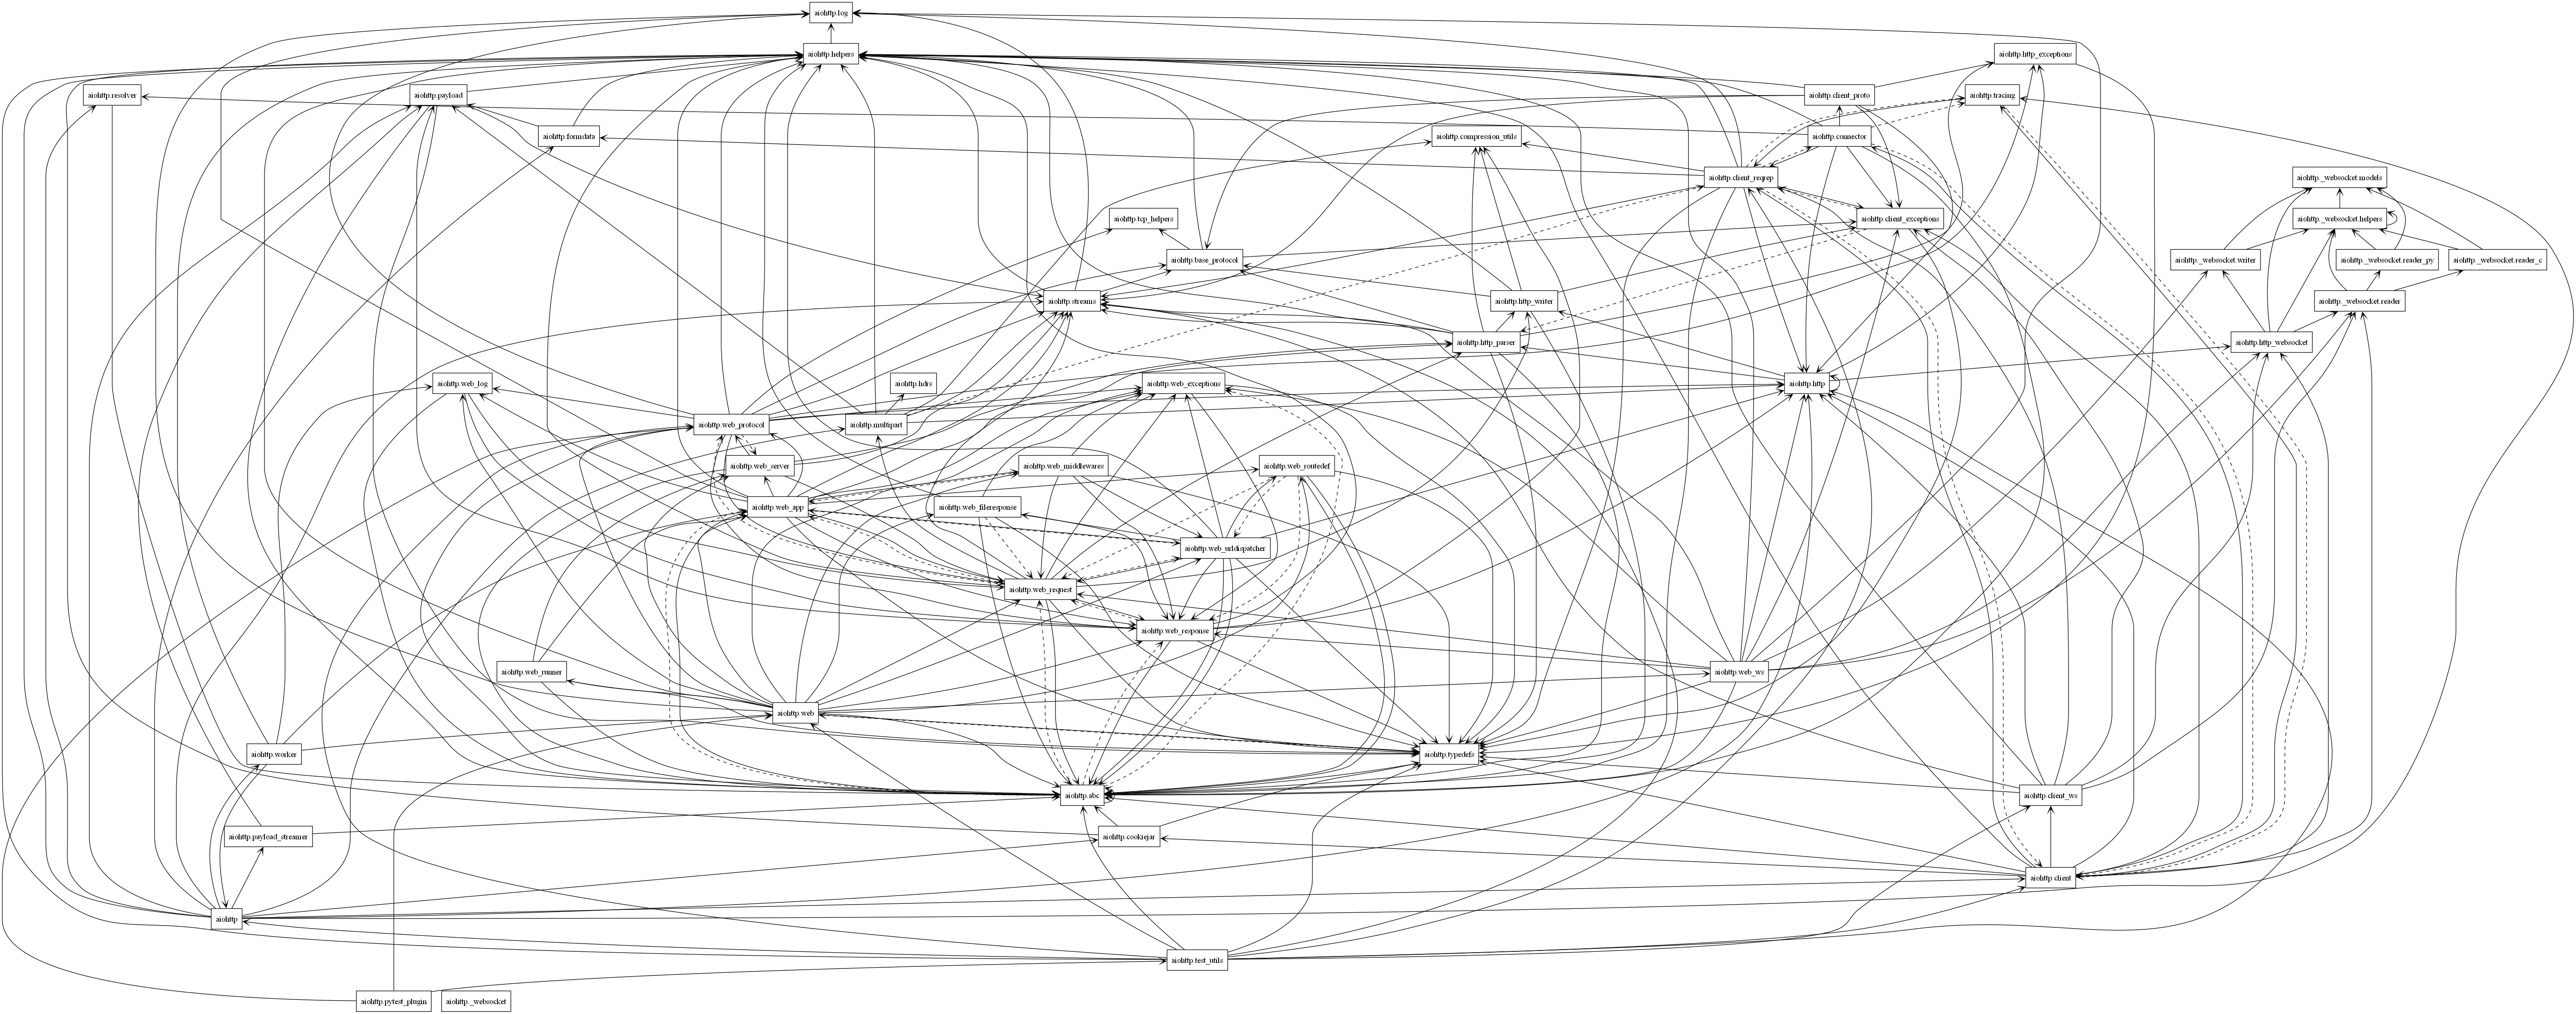 aiohttp.log
aiohttp.helpers
aiohttp.http_exceptions
aiohttp.resolver
aiohttp.payload
aiohttp.client_proto
aiohttp.tracing
aiohttp.formdata
aiohttp.compression_utils
aiohttp.connector
aiohttp.client_reqrep
aiohttp._websocket.models
aiohttp.tcp_helpers
aiohttp.client_exceptions
aiohttp._websocket.helpers
aiohttp.base_protocol
aiohttp._websocket.writer
aiohttp._websocket.reader_py
aiohttp._websocket.reader_c
aiohttp.streams
aiohttp.http_writer
aiohttp._websocket.reader
aiohttp.http_parser
aiohttp.http_websocket
aiohttp.web_log
aiohttp.hdrs
aiohttp.web_exceptions
aiohttp.http
aiohttp.web_protocol
aiohttp.multipart
aiohttp.web_server
aiohttp.web_middlewares
aiohttp.web_routedef
aiohttp.web_app
aiohttp.web_fileresponse
aiohttp.web_urldispatcher
aiohttp.web_request
aiohttp.web_response
aiohttp.web_runner
aiohttp.web_ws
aiohttp.web
aiohttp.worker
aiohttp.typedefs
aiohttp.abc
aiohttp.client_ws
aiohttp.payload_streamer
aiohttp.cookiejar
aiohttp.client
aiohttp
aiohttp.test_utils
aiohttp.pytest_plugin
aiohttp._websocket